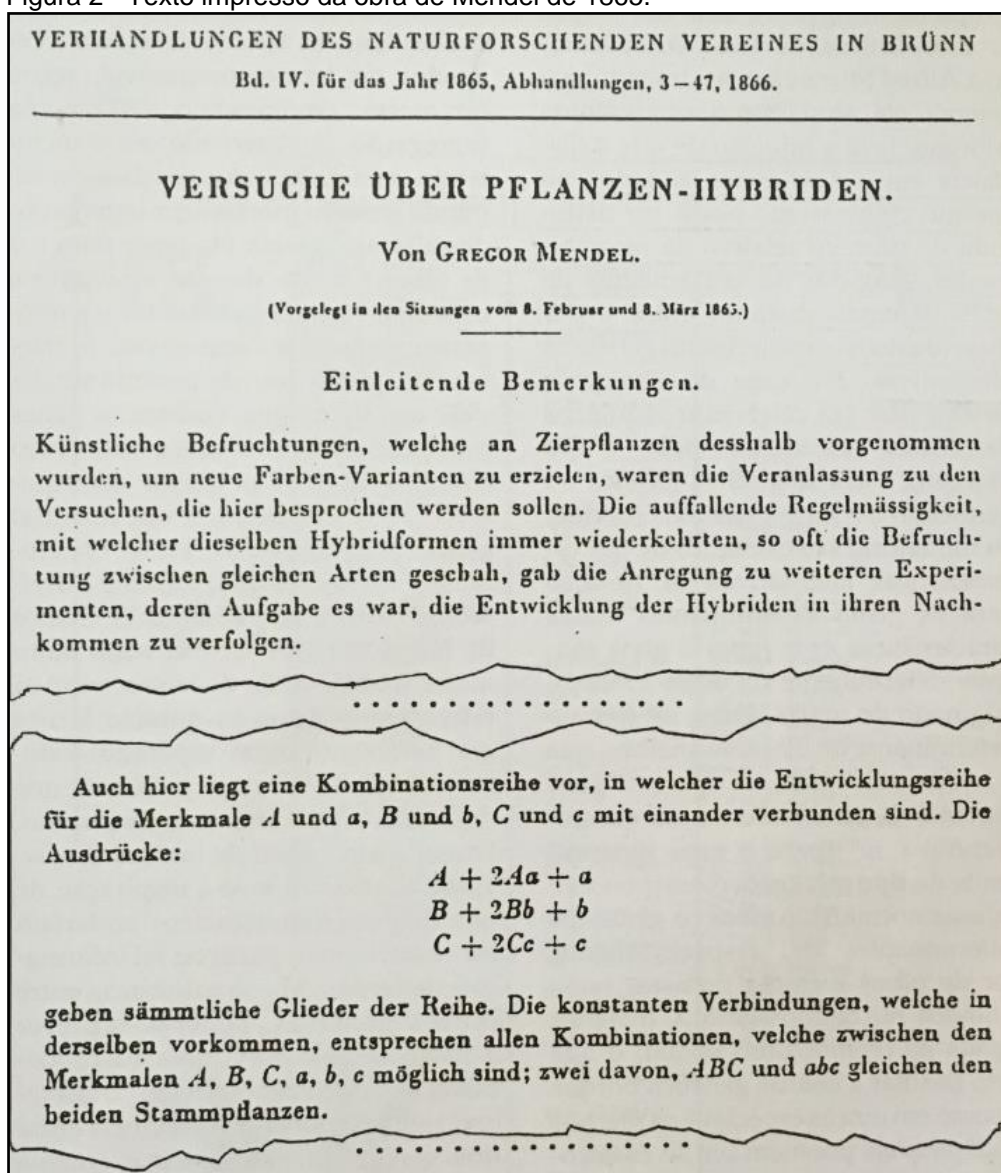 Figura 2 - Texto impresso da obra de Mendel de 1865.
VERHANDLUNGEN DES NATURFORSCHENDEN VEREINES IN BRÜNN
Bd. IV. für das Jahr 1865, Abhandlungen, 3–47, 1866.
VERSUCHE ÜBER PFLANZEN-HYBRIDEN.
Von GREGOR MENDEL.
(Vorgelegt in den Sitzungen vom 8. Februar und 8. März 1865.)
Einleitende Bemerkungen.
Künstliche Befruchtungen, welche an Zierpflanzen desshalb vorgenommen
wurden, um neue Farben-Varianten zu erzielen, waren die Veranlassung zu den
Versuchen, die hier besprochen werden sollen. Die auffallende Regelmässigkeit,
mit welcher dieselben Hybridformen immer wiederkehrten, so oft die Befruch-
tung zwischen gleichen Arten geschah, gab die Anregung zu weiteren Experi-
menten, deren Aufgabe es war, die Entwicklung der Hybriden in ihren Nach-
kommen zu verfolgen.
Auch hier liegt eine Kombinationsreihe vor, in welcher die Entwicklungsreihe
für die Merkmale A und a, B und b, C und c mit einander verbunden sind. Die
Ausdrücke:
A + 2Aa + a
B + 2Bb + b
C + 2Cc + c
geben sämmtliche Glieder der Reihe. Die konstanten Verbindungen, welche in
derselben vorkommen, entsprechen allen Kombinationen, velche zwischen den
Merkmalen A, B, C, a, b, c möglich sind; zwei davon, ABC und abc gleichen den
beiden Stammpflanzen.